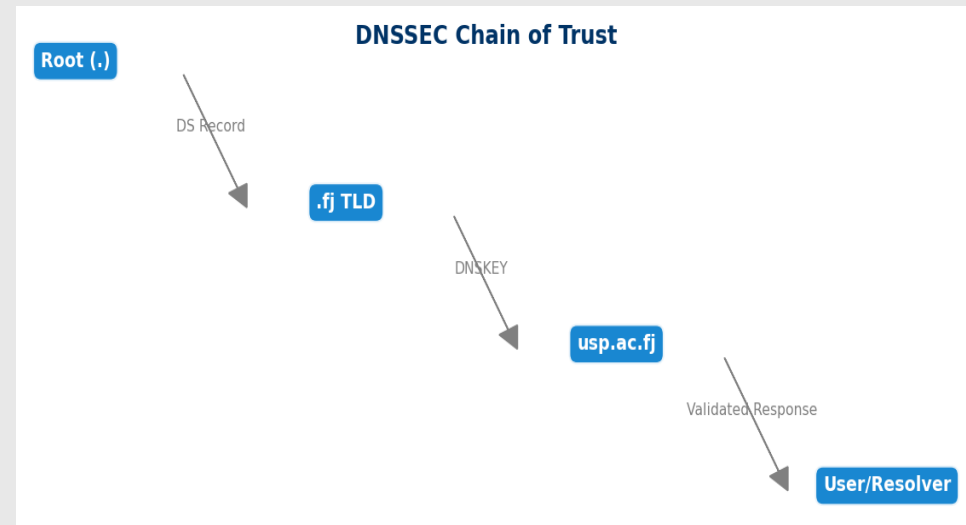 DNSSEC Chain of Trust
Root (.)
DS Record
.fj TLD
DNSKEY
usp.ac.fj
Validated Response
User/Resolver